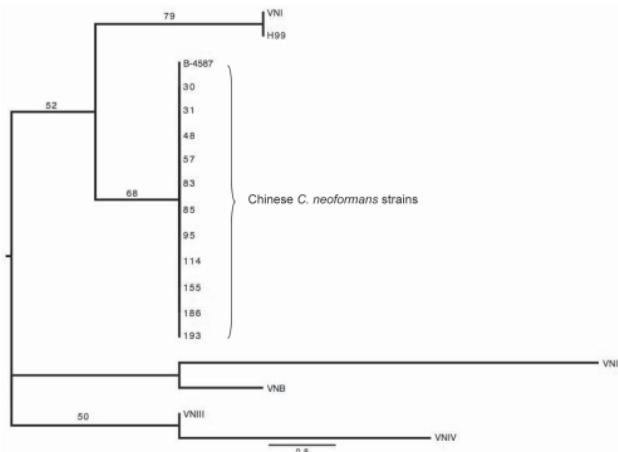 79
VNI
H99
B-4587
30
31
52
48
57
83
68
Chinese C. neoformans strains
85
95
114
155
186
193
VNI
VNB
50
VNIII
VNIV